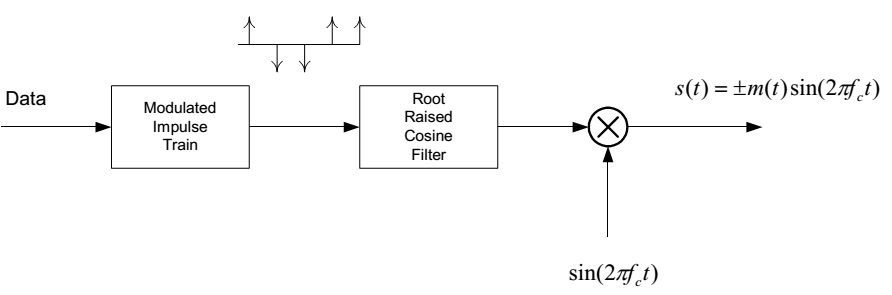 Data
Modulated
Impulse
Train
Root
Raised
Cosine
Filter
s(t) = ±m(t)sin(2πf_c t)
sin(2πf_c t)